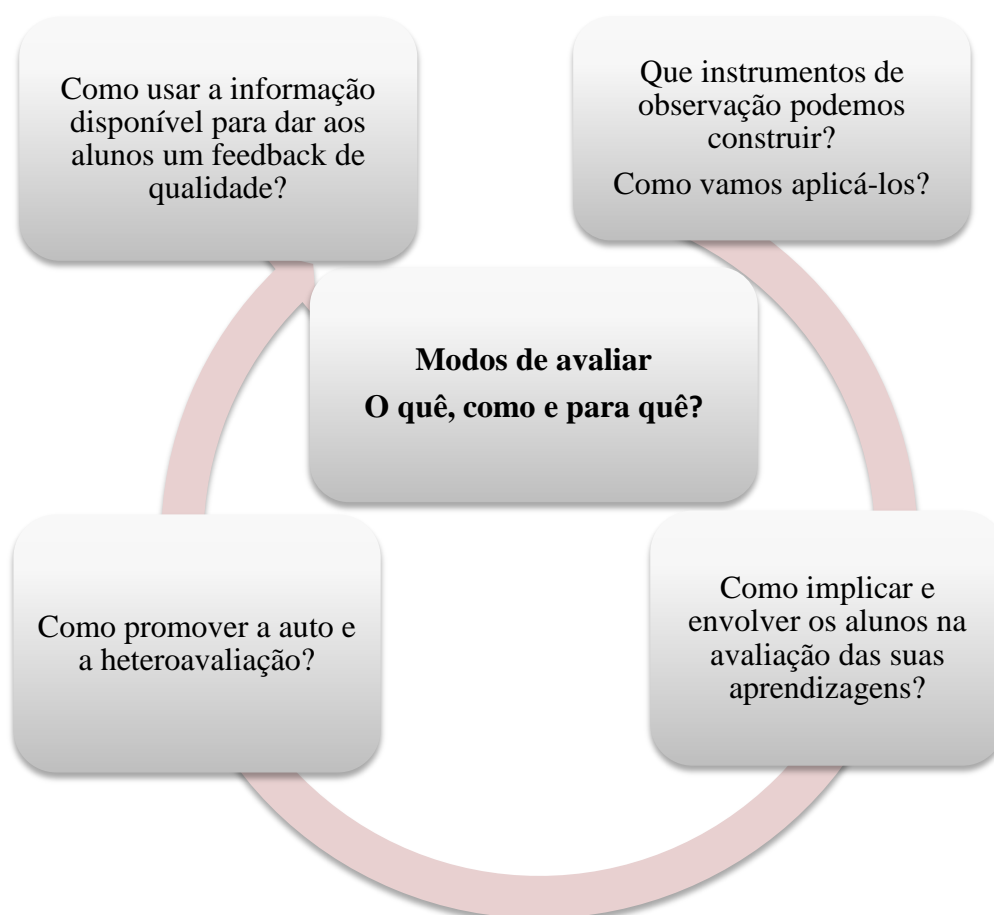 Como usar a informação
disponível para dar aos
alunos um feedback de
qualidade?
Que instrumentos de
observação podemos
construir?
Como vamos aplicá-los?
Modos de avaliar
O quê, como e para quê?
Como promover a auto e
a heteroavaliação?
Como implicar e
envolver os alunos na
avaliação das suas
aprendizagens?